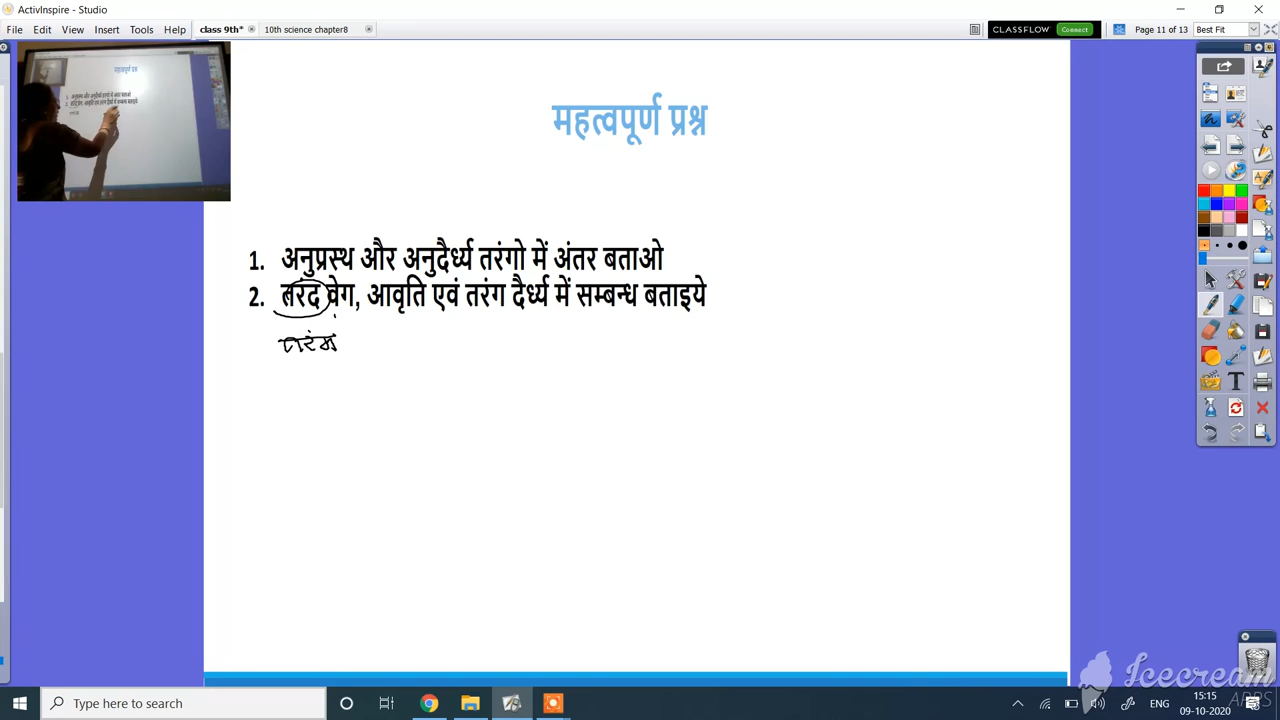 ActivInspire - Studio
File Edit View Insert Tools Help
class 9th* 10th science chapter8
CLASSFLOW Connect
Page 11 of 13
Best Fit
महत्वपूर्ण प्रश्न
1. अनुप्रस्थ और अनुदैर्ध्य तरंगो में अंतर बताओ
2. तरंद वेग, आवृति एवं तरंग दैर्ध्य में सम्बन्ध बताइये
Icecream
APPS
Type here to search
ENG
15:15
09-10-2020